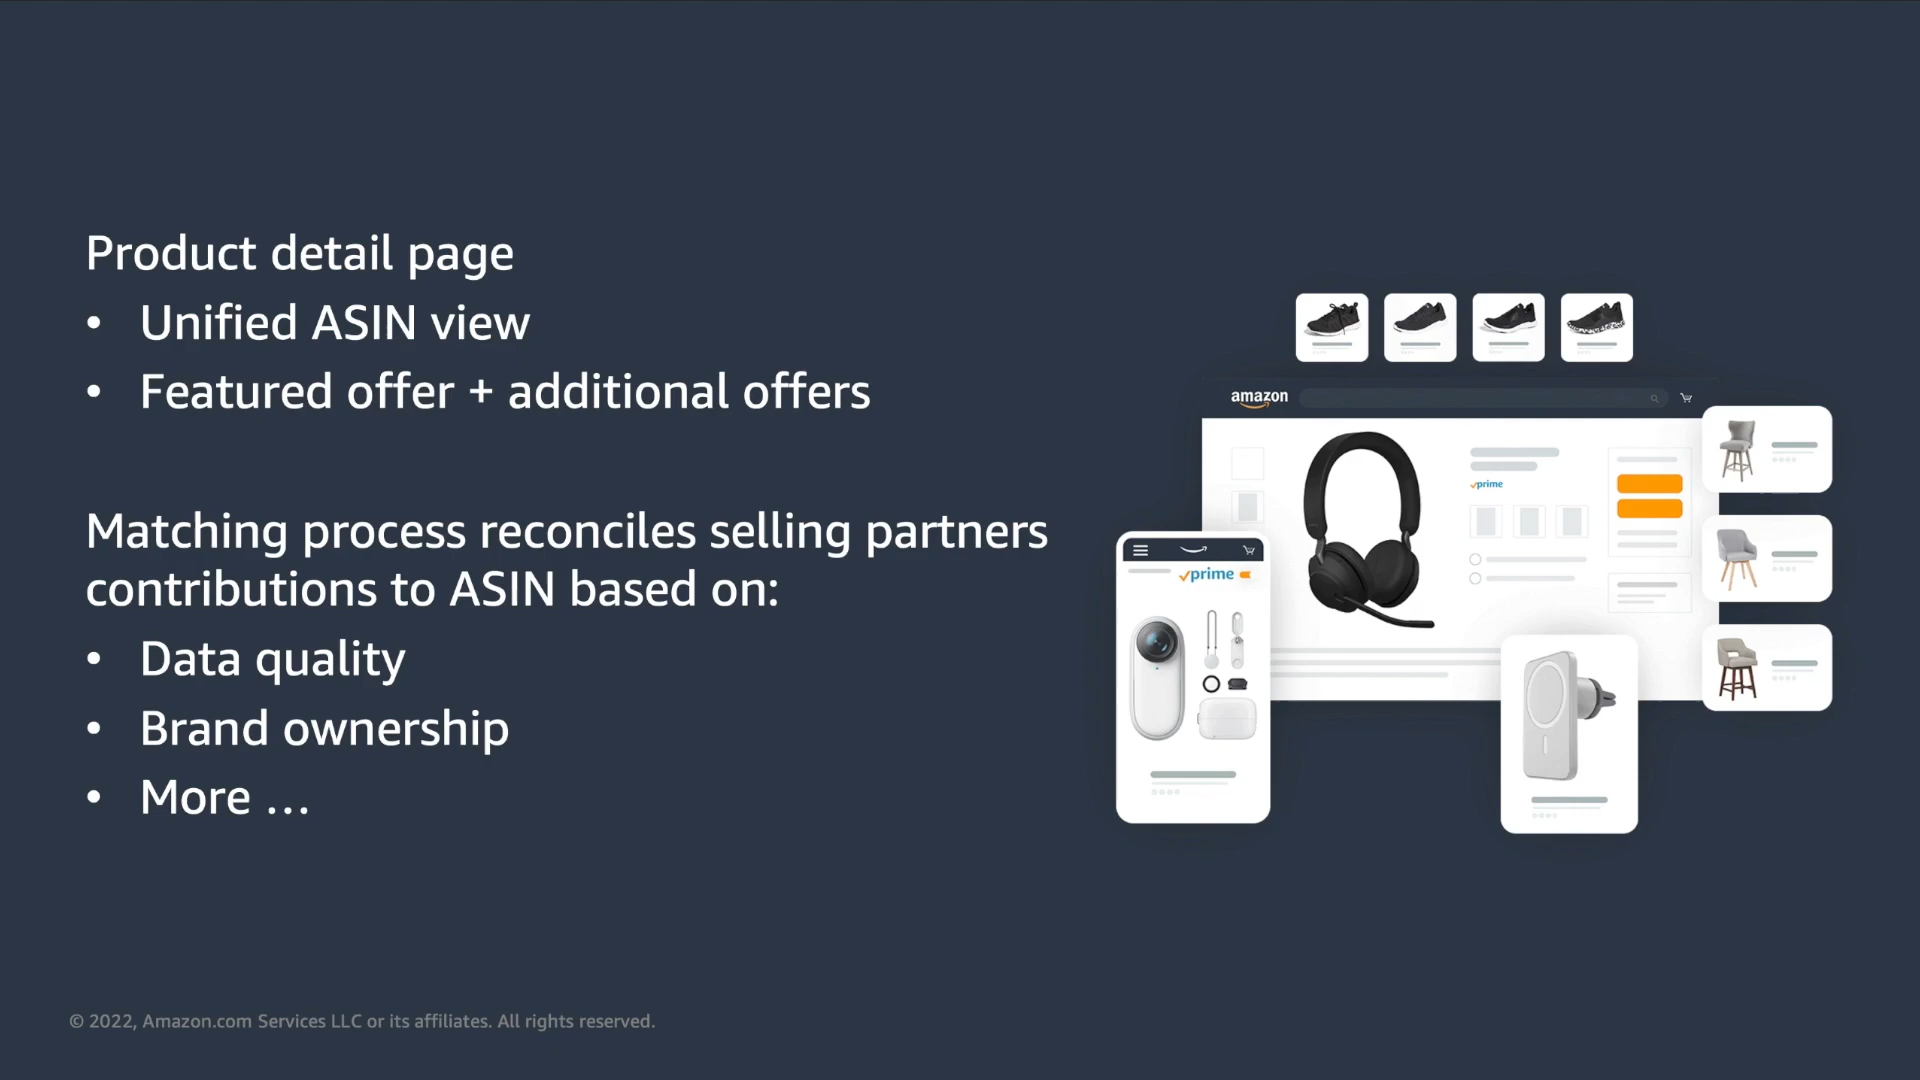 Product detail page
• Unified ASIN view
• Featured offer + additional offers
Matching process reconciles selling partners
contributions to ASIN based on:
• Data quality
• Brand ownership
• More …
amazon
prime
prime
© 2022, Amazon.com Services LLC or its affiliates. All rights reserved.